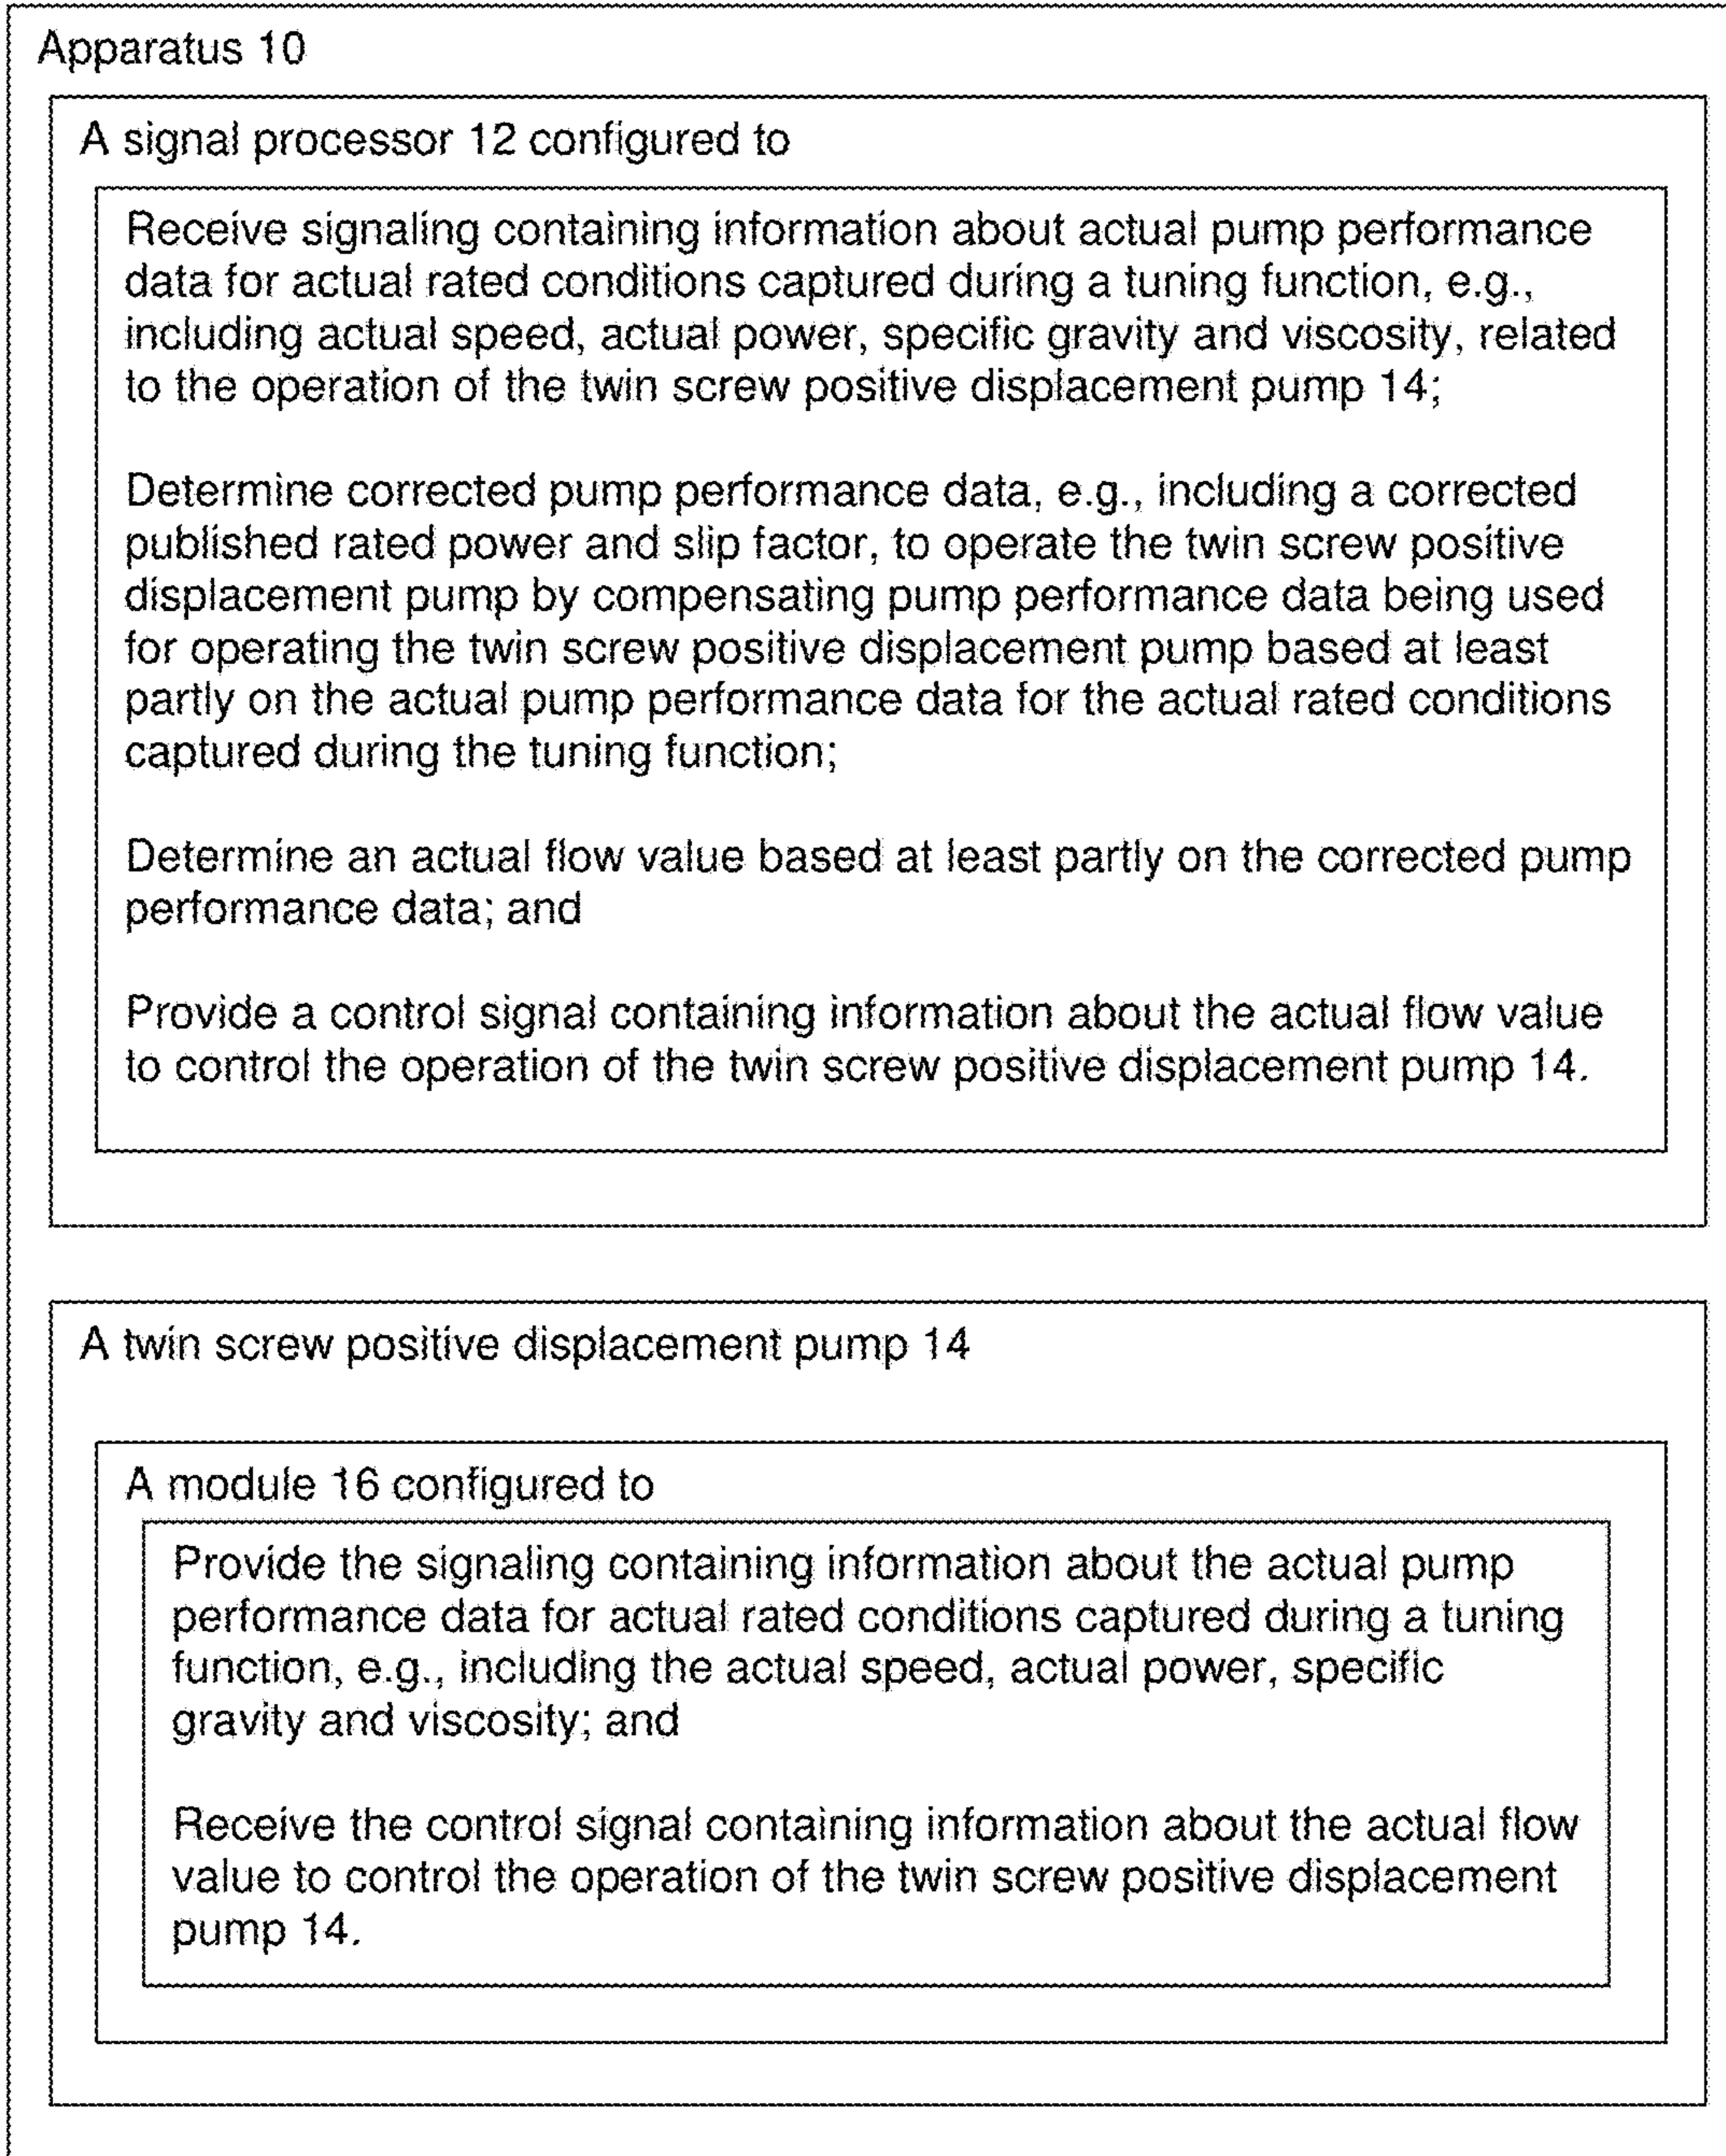 Apparatus 10
A signal processor 12 configured to
Receive signaling containing information about actual pump performance
data for actual rated conditions captured during a tuning function, e.g.,
including actual speed, actual power, specific gravity and viscosity, related
to the operation of the twin screw positive displacement pump 14;
Determine corrected pump performance data, e.g., including a corrected
published rated power and slip factor, to operate the twin screw positive
displacement pump by compensating pump performance data being used
for operating the twin screw positive displacement pump based at least
partly on the actual pump performance data for the actual rated conditions
captured during the tuning function;
Determine an actual flow value based at least partly on the corrected pump
performance data; and
Provide a control signal containing information about the actual flow value
to control the operation of the twin screw positive displacement pump 14.
A twin screw positive displacement pump 14
A module 16 configured to
Provide the signaling containing information about the actual pump
performance data for actual rated conditions captured during a tuning
function, e.g., including the actual speed, actual power, specific
gravity and viscosity; and
Receive the control signal containing information about the actual flow
value to control the operation of the twin screw positive displacement
pump 14.